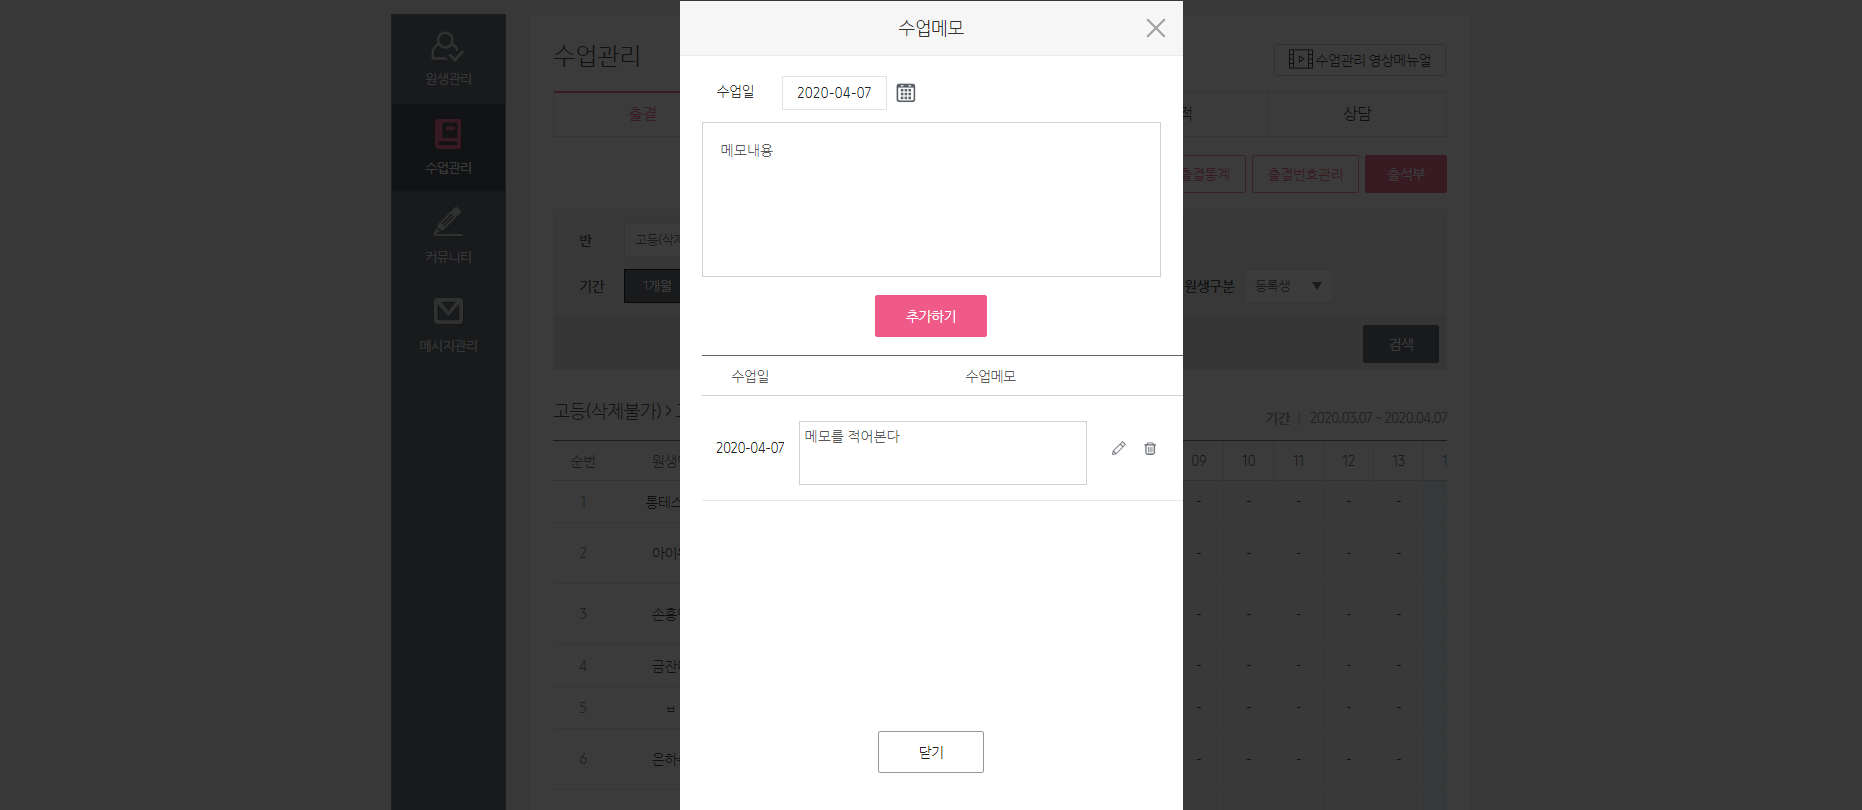 원생관리
수업관리
커뮤니티
메시지관리
수업관리
수업관리 영상메뉴얼
출결
상담
출결통계
출결번호관리
출석부
반
기간
1개월
원생구분
등록생
검색
고등(삭제불가) >
기간 | 2020.03.07 ~ 2020.04.07
순번
09 10 11 12 13
1 - - - - -
2 - - - - -
3 - - - - -
4 - - - - -
5 - - - - -
6 - - - - -
수업메모
수업일 2020-04-07
메모내용
추가하기
수업일 수업메모
2020-04-07 메모를 적어본다
닫기